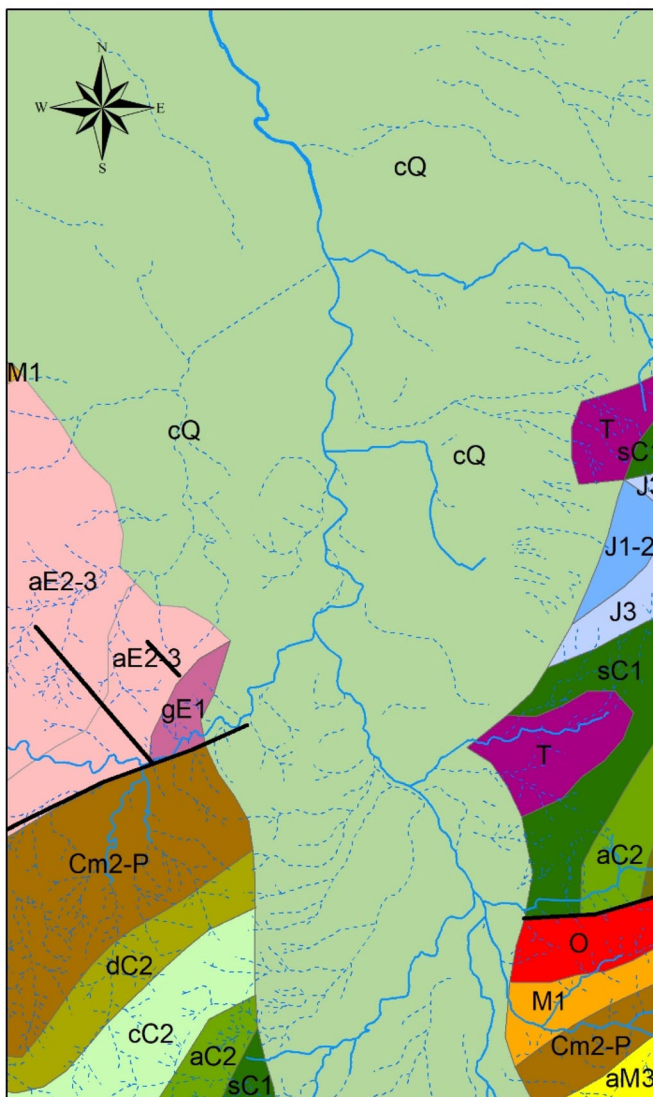 N
W E
S
cQ
M1
T
sC1
cQ
cQ
J3
J1-2
aE2-3
J3
aE2-3
sC1
gE1
T
Cm2-P
aC2
O
dC2
M1
cC2
Cm2-P
aC2
aM3
sC1